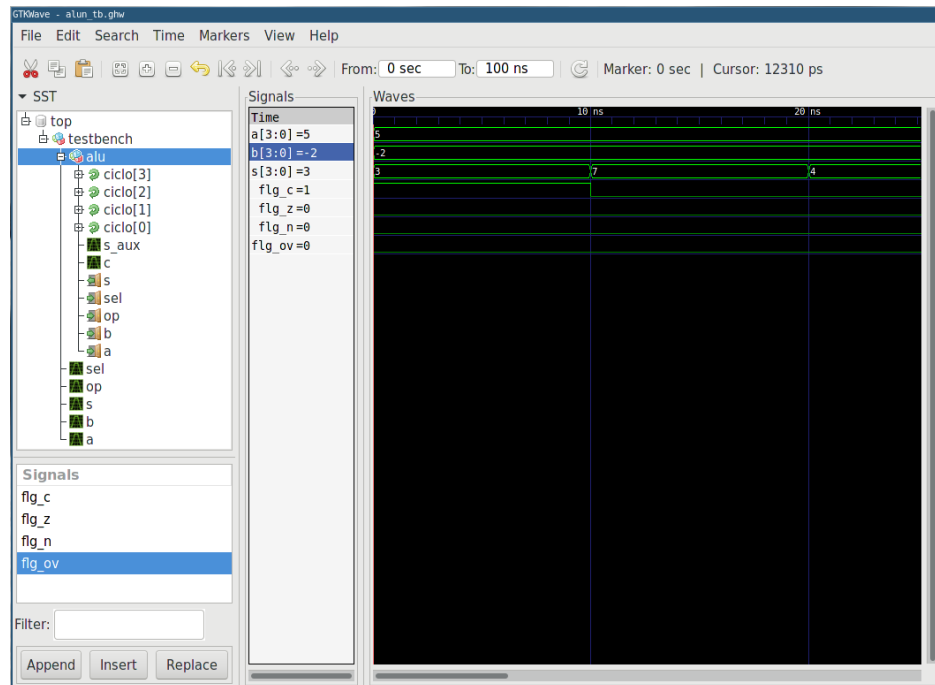 GTKWave - alun_tb.ghw
File Edit Search Time Markers View Help
From: 0 sec To: 100 ns Marker: 0 sec | Cursor: 12310 ps
SST
top
testbench
alu
ciclo[3]
ciclo[2]
ciclo[1]
ciclo[0]
s_aux
c
s
sel
op
b
a
sel
op
s
b
a
Signals
flg_c
flg_z
flg_n
flg_ov
Filter:
Append Insert Replace
Signals
Time
a[3:0] =5
b[3:0] =-2
s[3:0] =3
flg_c =1
flg_z =0
flg_n =0
flg_ov =0
Waves
10 ns 20 ns
5
-2
3 7 4